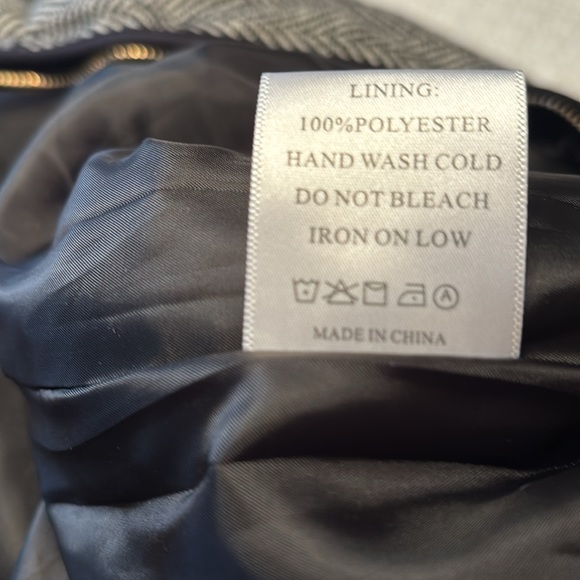 LINING:
100%POLYESTER
HAND WASH COLD
DO NOT BLEACH
IRON ON LOW
A
MADE IN CHINA